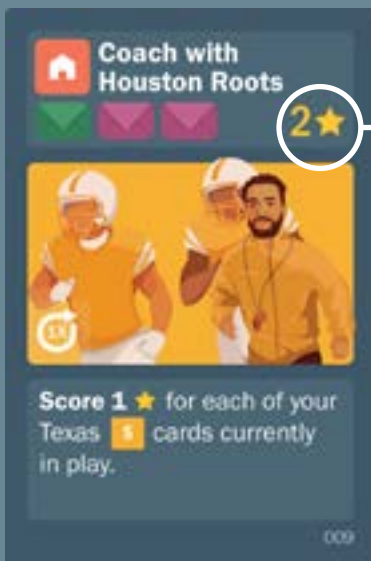 Coach with
Houston Roots
2★
1X
Score 1 ★ for each of your
Texas S cards currently
in play.
009